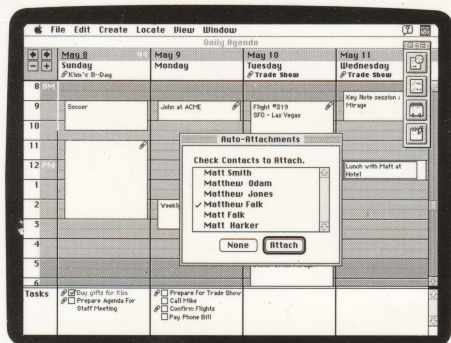 File Edit Create Locate View Window
Daily Agenda
May 8
Sunday
Kim's B-Day
May 9
Monday
May 10
Tuesday
Trade Show
May 11
Wednesday
Trade Show
8 AM
9
10
11
12 PM
1
2
3
4
5
6
Soccer
John at ACME
Flight #319
SFO - Las Vegas
Key Note session
Mirage
Lunch with Matt at
Hotel
Weekly
Auto-Attachments
Check Contacts to Attach.
Matt Smith
Matthew Odam
Matthew Jones
✓ Matthew Falk
Matt Falk
Matt Harker
None Attach
Tasks
Buy gifts for Kim
Prepare Agenda For
Staff Meeting
Prepare For Trade Show
Call Mike
Confirm Flights
Pay Phone Bill